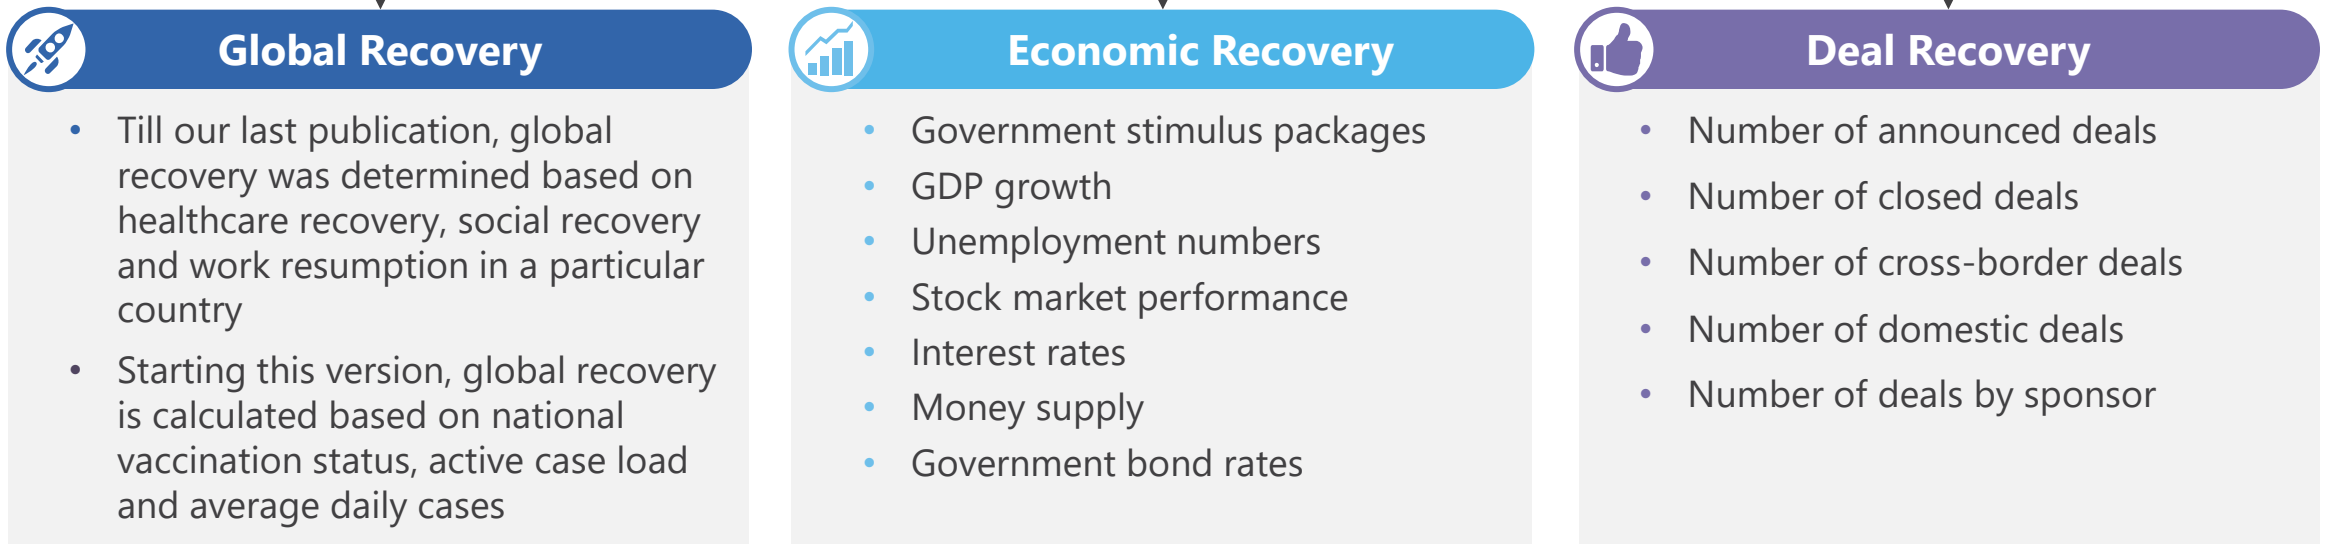 Global Recovery
• Till our last publication, global
recovery was determined based on
healthcare recovery, social recovery
and work resumption in a particular
country
• Starting this version, global recovery
is calculated based on national
vaccination status, active case load
and average daily cases
Economic Recovery
• Government stimulus packages
• GDP growth
• Unemployment numbers
• Stock market performance
• Interest rates
• Money supply
• Government bond rates
Deal Recovery
• Number of announced deals
• Number of closed deals
• Number of cross-border deals
• Number of domestic deals
• Number of deals by sponsor